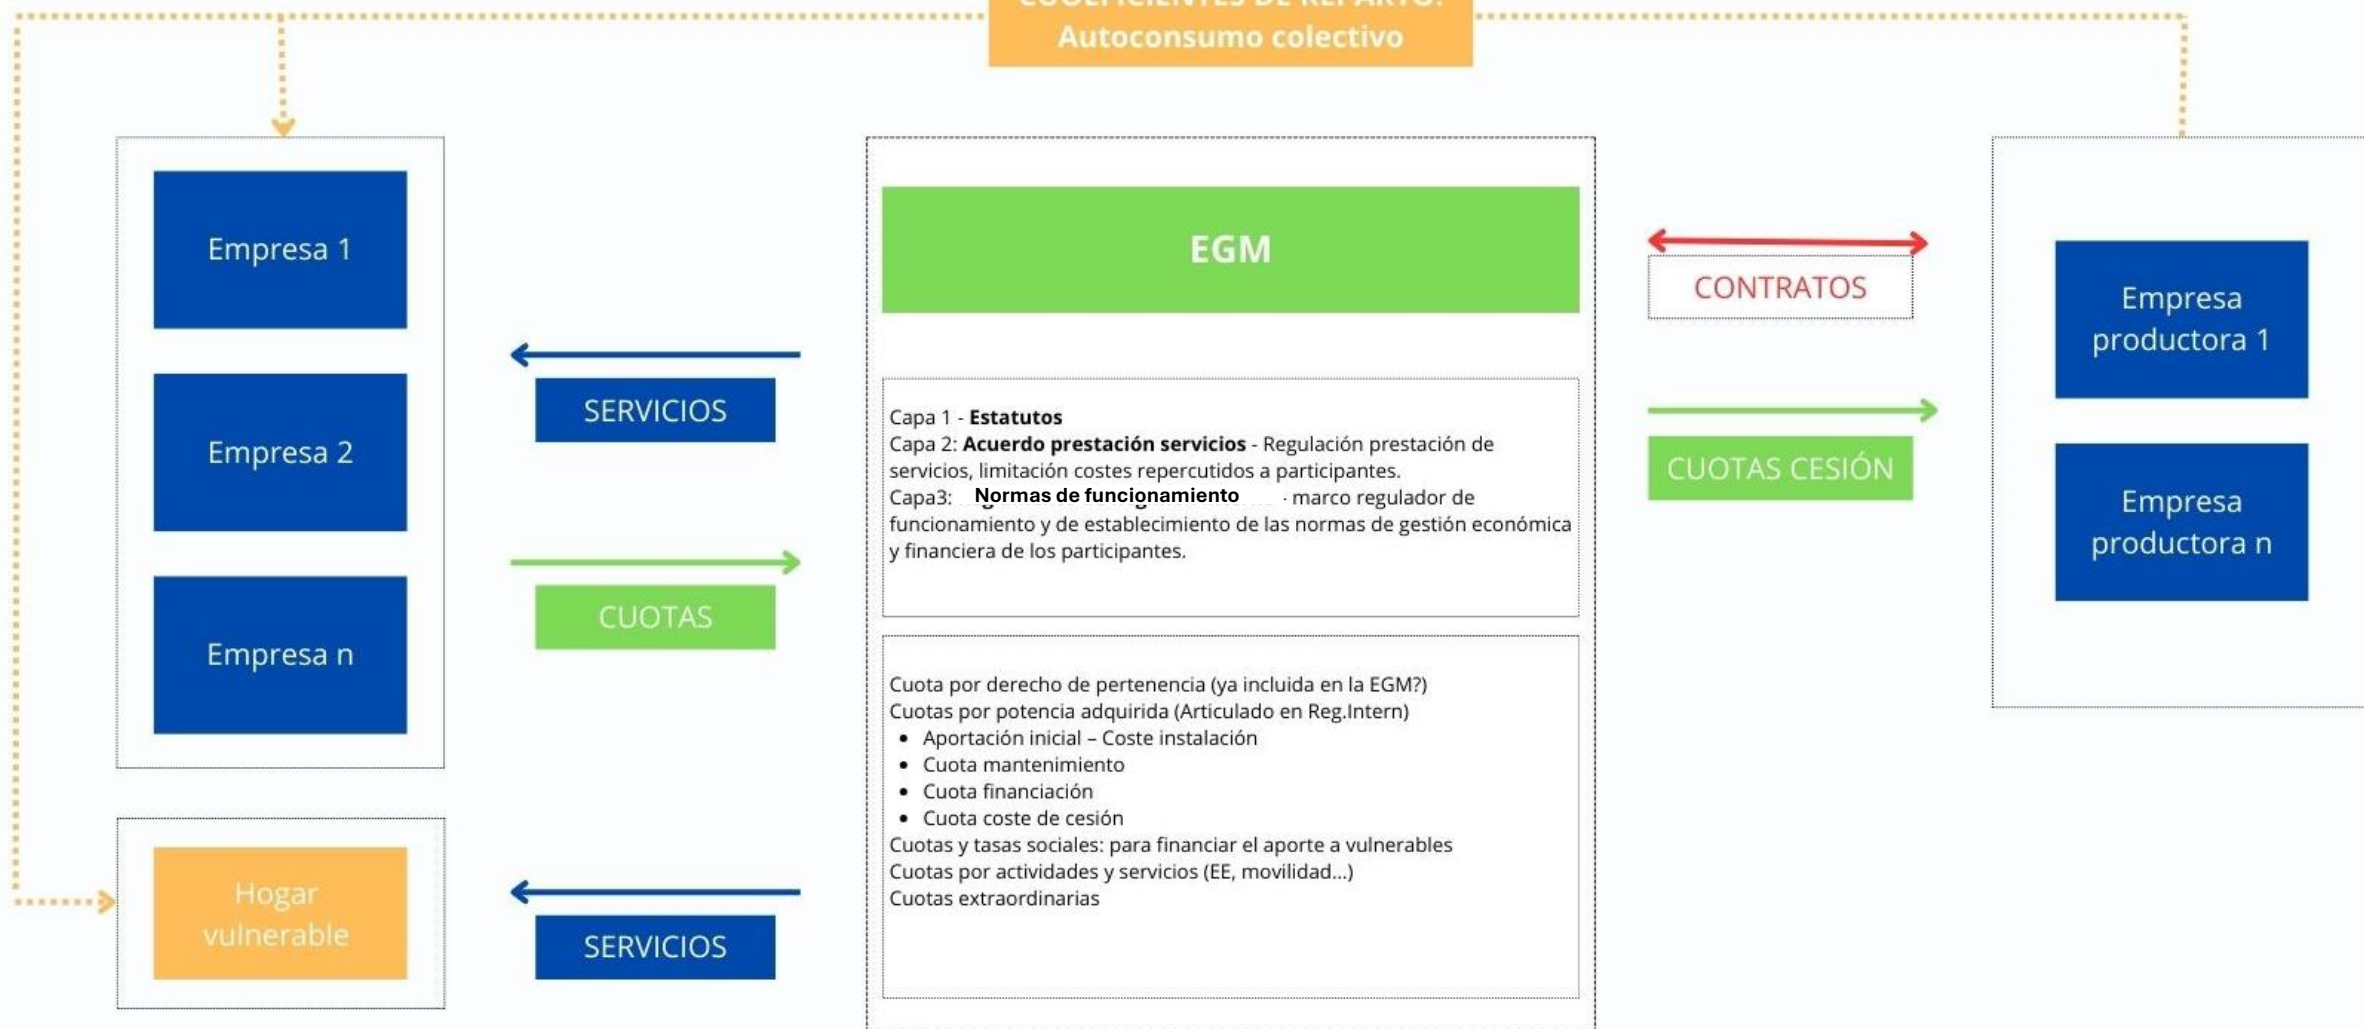 COOEFICIENTES DE REPARTO:
Autoconsumo colectivo
Empresa 1
Empresa 2
Empresa n
Hogar
vulnerable
SERVICIOS
CUOTAS
SERVICIOS
EGM
Capa 1 - Estatutos
Capa 2: Acuerdo prestación servicios - Regulación prestación de
servicios, limitación costes repercutidos a participantes.
Capa3: Normas de funcionamiento - marco regulador de
funcionamiento y de establecimiento de las normas de gestión económica
y financiera de los participantes.
Cuota por derecho de pertenencia (ya incluida en la EGM?)
Cuotas por potencia adquirida (Articulado en Reg.Intern)
• Aportación inicial – Coste instalación
• Cuota mantenimiento
• Cuota financiación
• Cuota coste de cesión
Cuotas y tasas sociales: para financiar el aporte a vulnerables
Cuotas por actividades y servicios (EE, movilidad...)
Cuotas extraordinarias
CONTRATOS
CUOTAS CESIÓN
Empresa
productora 1
Empresa
productora n